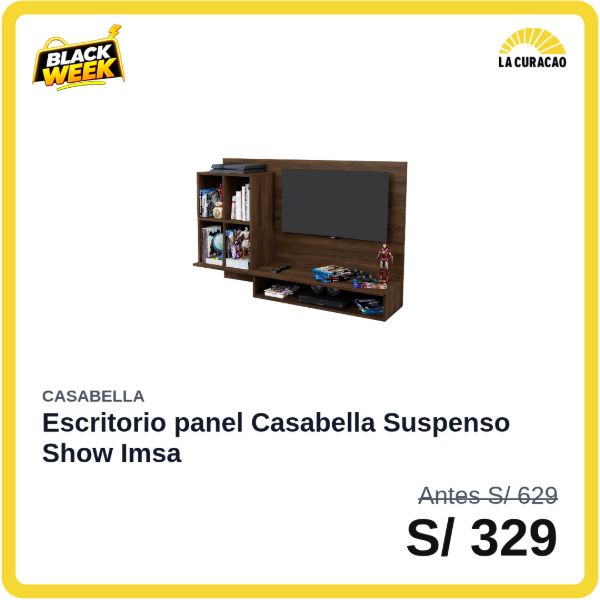 BLACK
WEEK
LA CURACAO
CASABELLA
Escritorio panel Casabella Suspenso
Show Imsa
Antes S/ 629
S/ 329